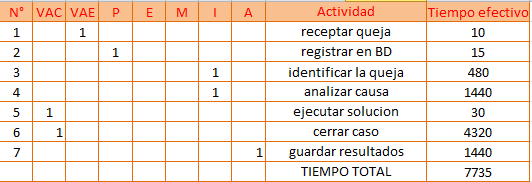 N° VAC VAE P E M I A Actividad Tiempo efectivo
1 1 receptar queja 10
2 1 registrar en BD 15
3 1 identificar la queja 480
4 1 analizar causa 1440
5 1 ejecutar solucion 30
6 1 cerrar caso 4320
7 1 guardar resultados 1440
TIEMPO TOTAL 7735